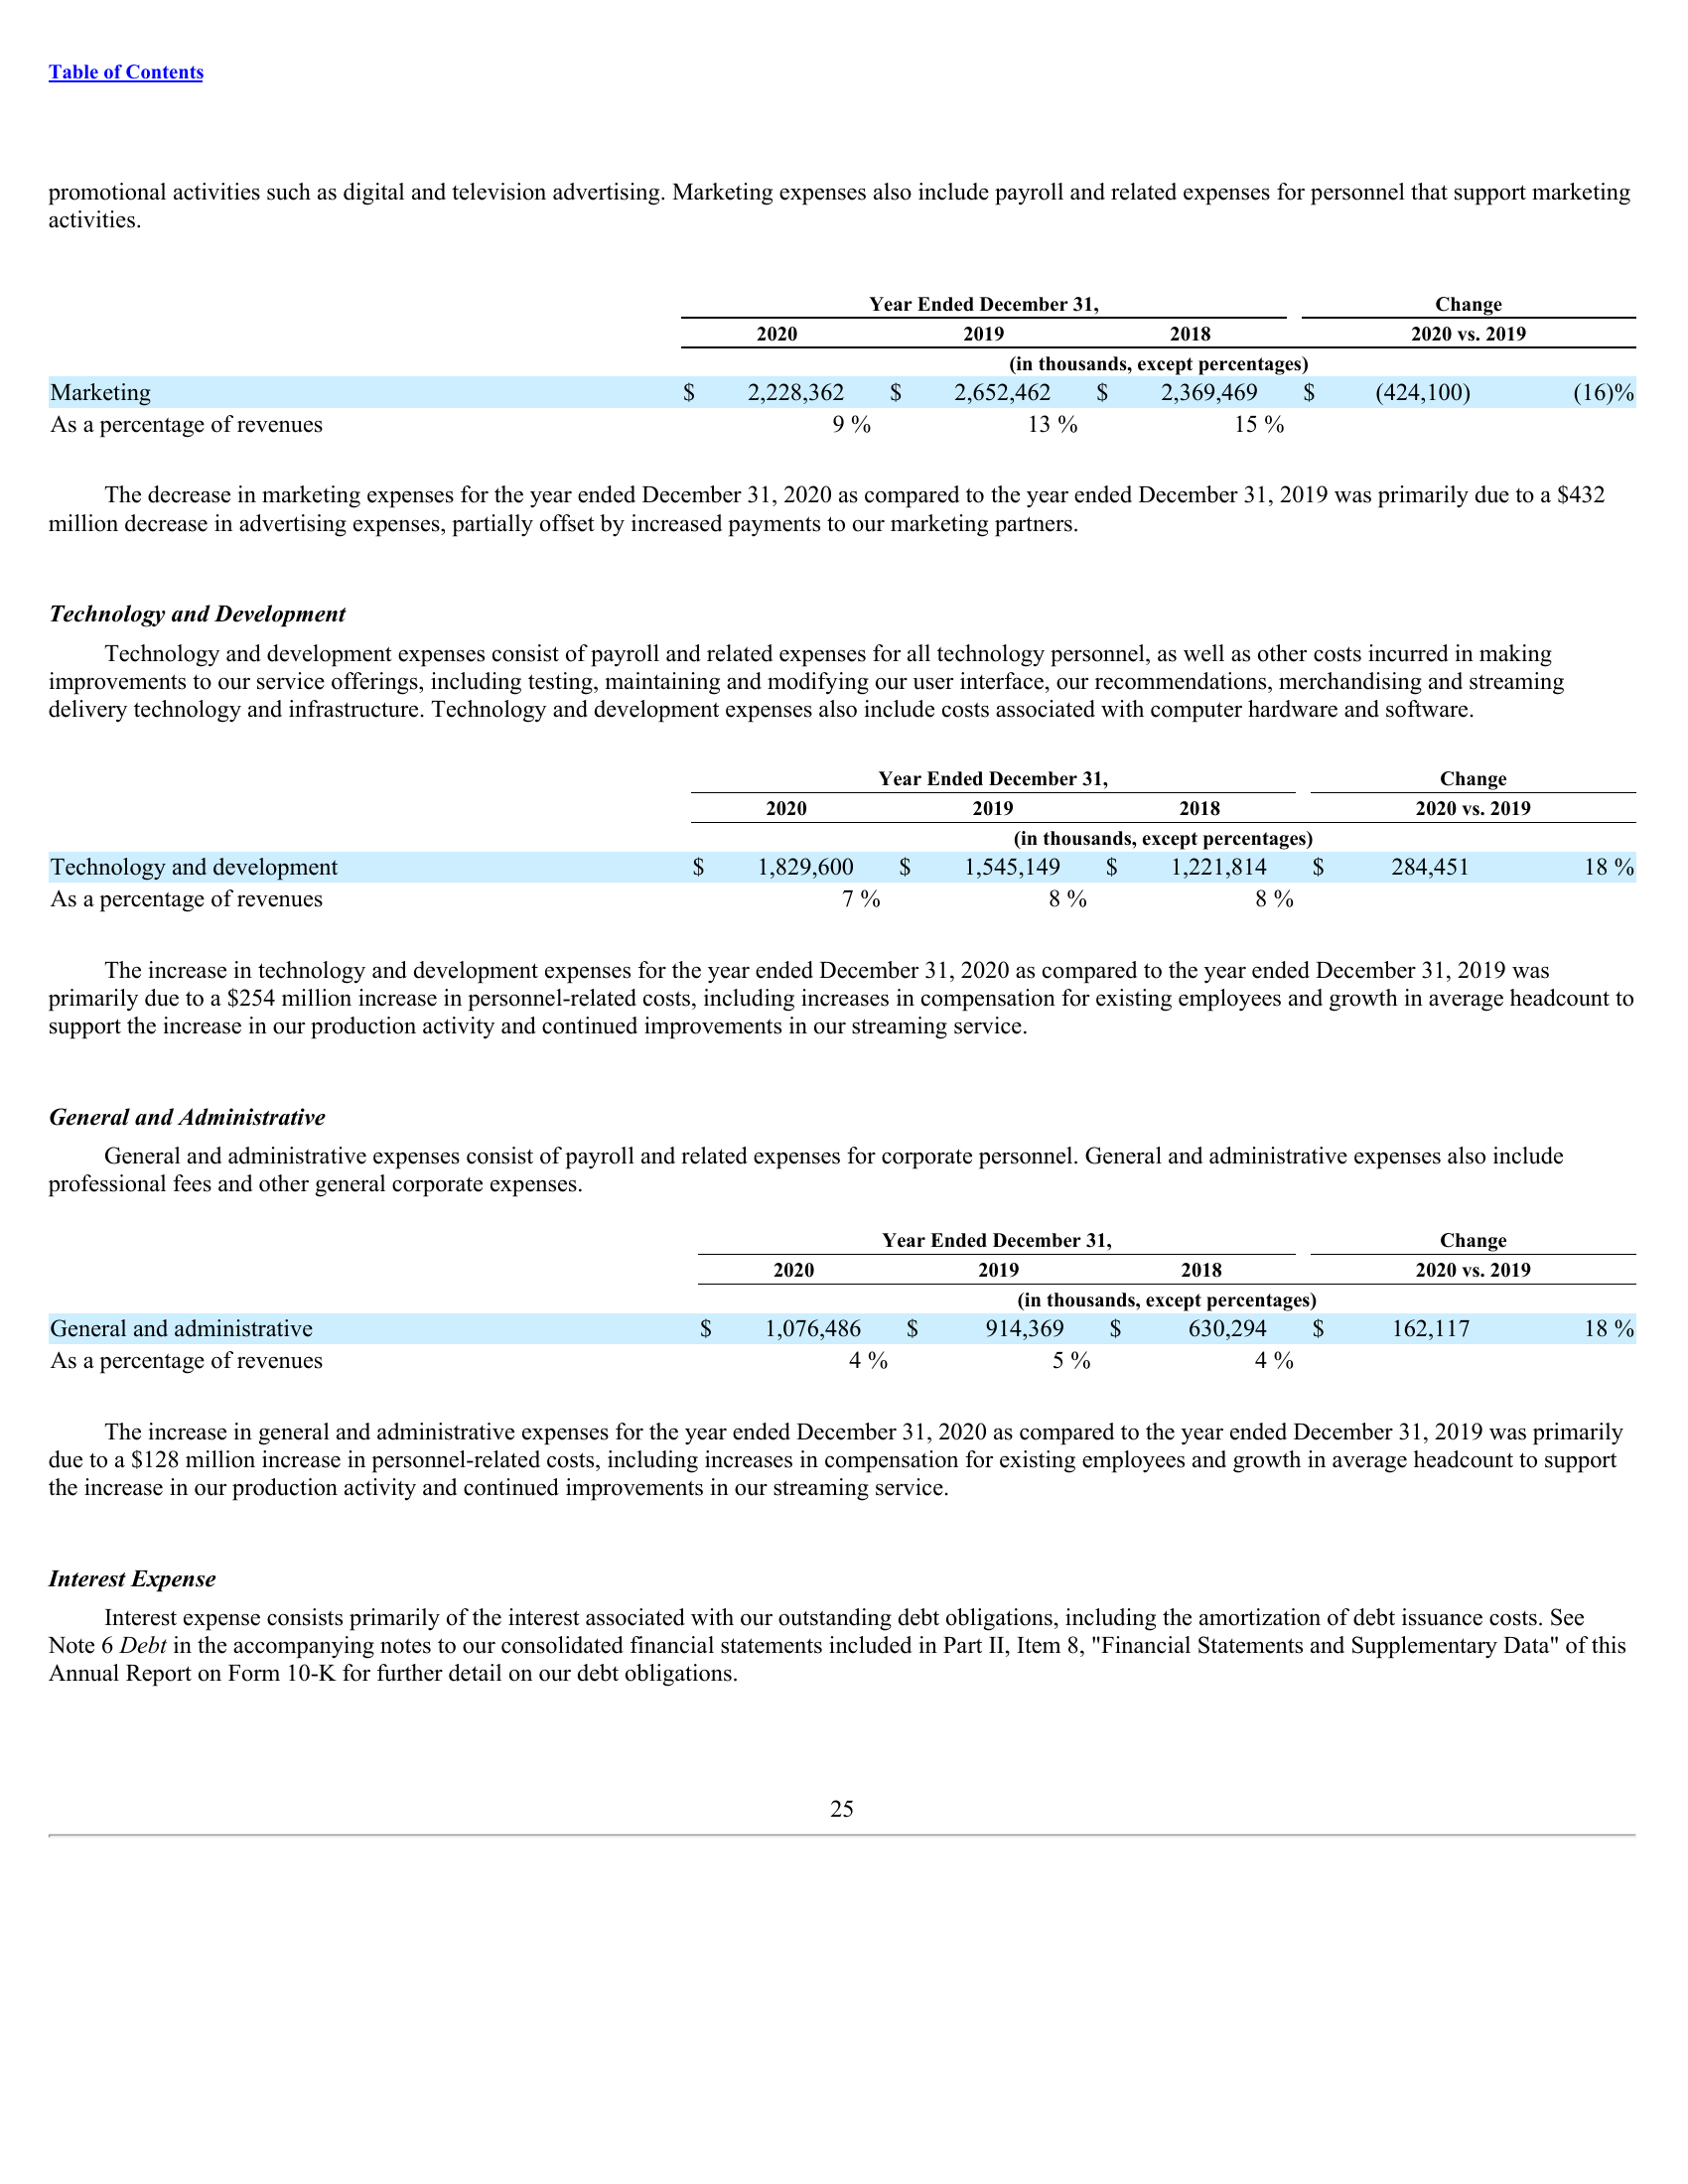 Table of Contents
promotional activities such as digital and television advertising. Marketing expenses also include payroll and related expenses for personnel that support marketing
activities.
Year Ended December 31, Change
2020 2019 2018 2020 vs. 2019
(in thousands, except percentages)
Marketing $ 2,228,362 $ 2,652,462 $ 2,369,469 $ (424,100) (16)%
As a percentage of revenues 9 % 13 % 15 %
The decrease in marketing expenses for the year ended December 31, 2020 as compared to the year ended December 31, 2019 was primarily due to a $432
million decrease in advertising expenses, partially offset by increased payments to our marketing partners.
Technology and Development
Technology and development expenses consist of payroll and related expenses for all technology personnel, as well as other costs incurred in making
improvements to our service offerings, including testing, maintaining and modifying our user interface, our recommendations, merchandising and streaming
delivery technology and infrastructure. Technology and development expenses also include costs associated with computer hardware and software.
Year Ended December 31, Change
2020 2019 2018 2020 vs. 2019
(in thousands, except percentages)
Technology and development $ 1,829,600 $ 1,545,149 $ 1,221,814 $ 284,451 18 %
As a percentage of revenues 7 % 8 % 8 %
The increase in technology and development expenses for the year ended December 31, 2020 as compared to the year ended December 31, 2019 was
primarily due to a $254 million increase in personnel-related costs, including increases in compensation for existing employees and growth in average headcount to
support the increase in our production activity and continued improvements in our streaming service.
General and Administrative
General and administrative expenses consist of payroll and related expenses for corporate personnel. General and administrative expenses also include
professional fees and other general corporate expenses.
Year Ended December 31, Change
2020 2019 2018 2020 vs. 2019
(in thousands, except percentages)
General and administrative $ 1,076,486 $ 914,369 $ 630,294 $ 162,117 18 %
As a percentage of revenues 4 % 5 % 4 %
The increase in general and administrative expenses for the year ended December 31, 2020 as compared to the year ended December 31, 2019 was primarily
due to a $128 million increase in personnel-related costs, including increases in compensation for existing employees and growth in average headcount to support
the increase in our production activity and continued improvements in our streaming service.
Interest Expense
Interest expense consists primarily of the interest associated with our outstanding debt obligations, including the amortization of debt issuance costs. See
Note 6 Debt in the accompanying notes to our consolidated financial statements included in Part II, Item 8, "Financial Statements and Supplementary Data" of this
Annual Report on Form 10-K for further detail on our debt obligations.
25